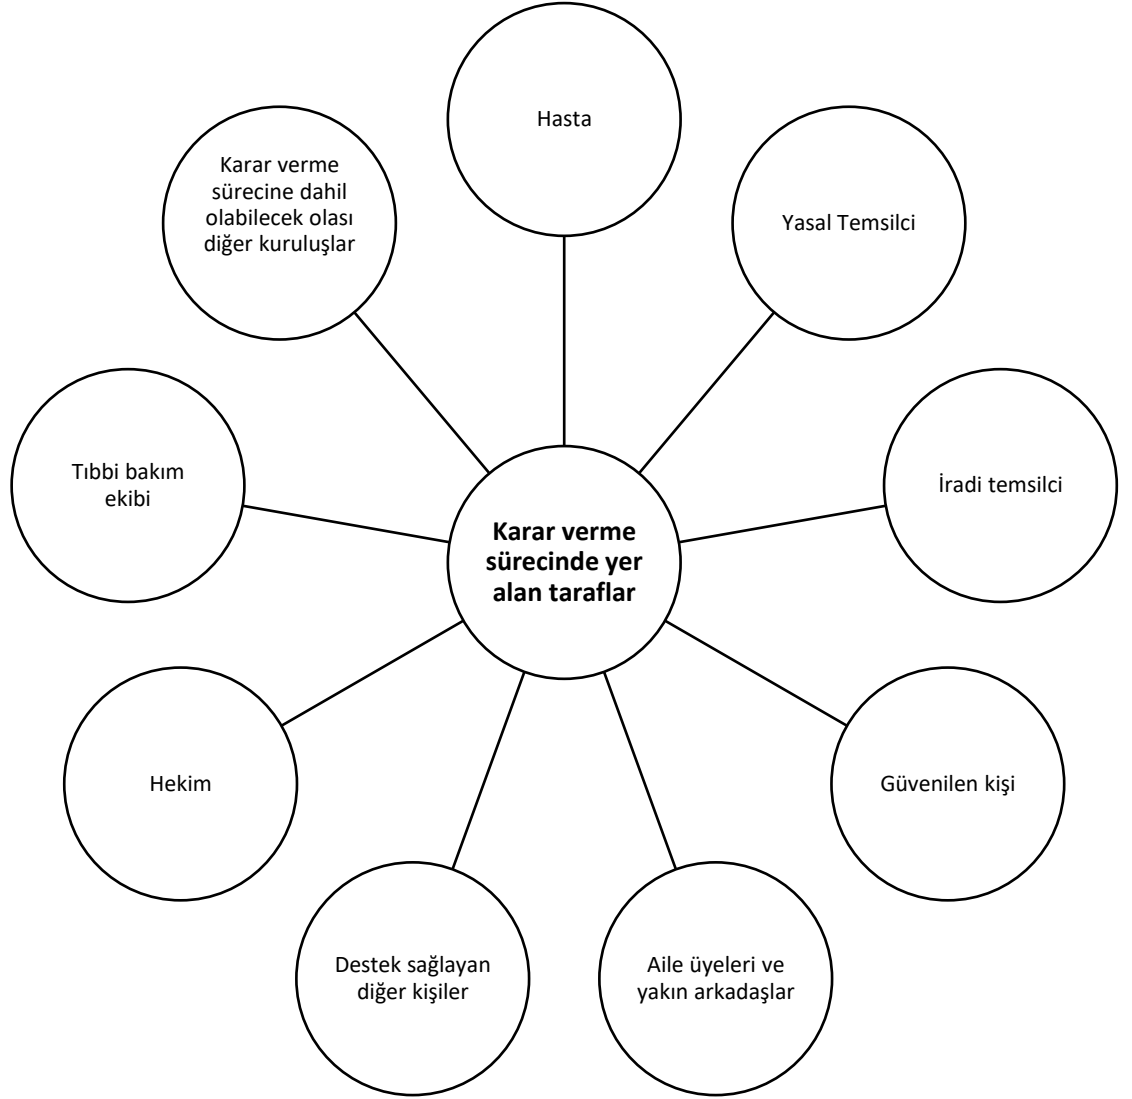 Hasta
Yasal Temsilci
İradi temsilci
Güvenilen kişi
Aile üyeleri ve
yakın arkadaşlar
Destek sağlayan
diğer kişiler
Hekim
Tıbbi bakım
ekibi
Karar verme
sürecine dahil
olabilecek olası
diğer kuruluşlar
Karar verme
sürecinde yer
alan taraflar